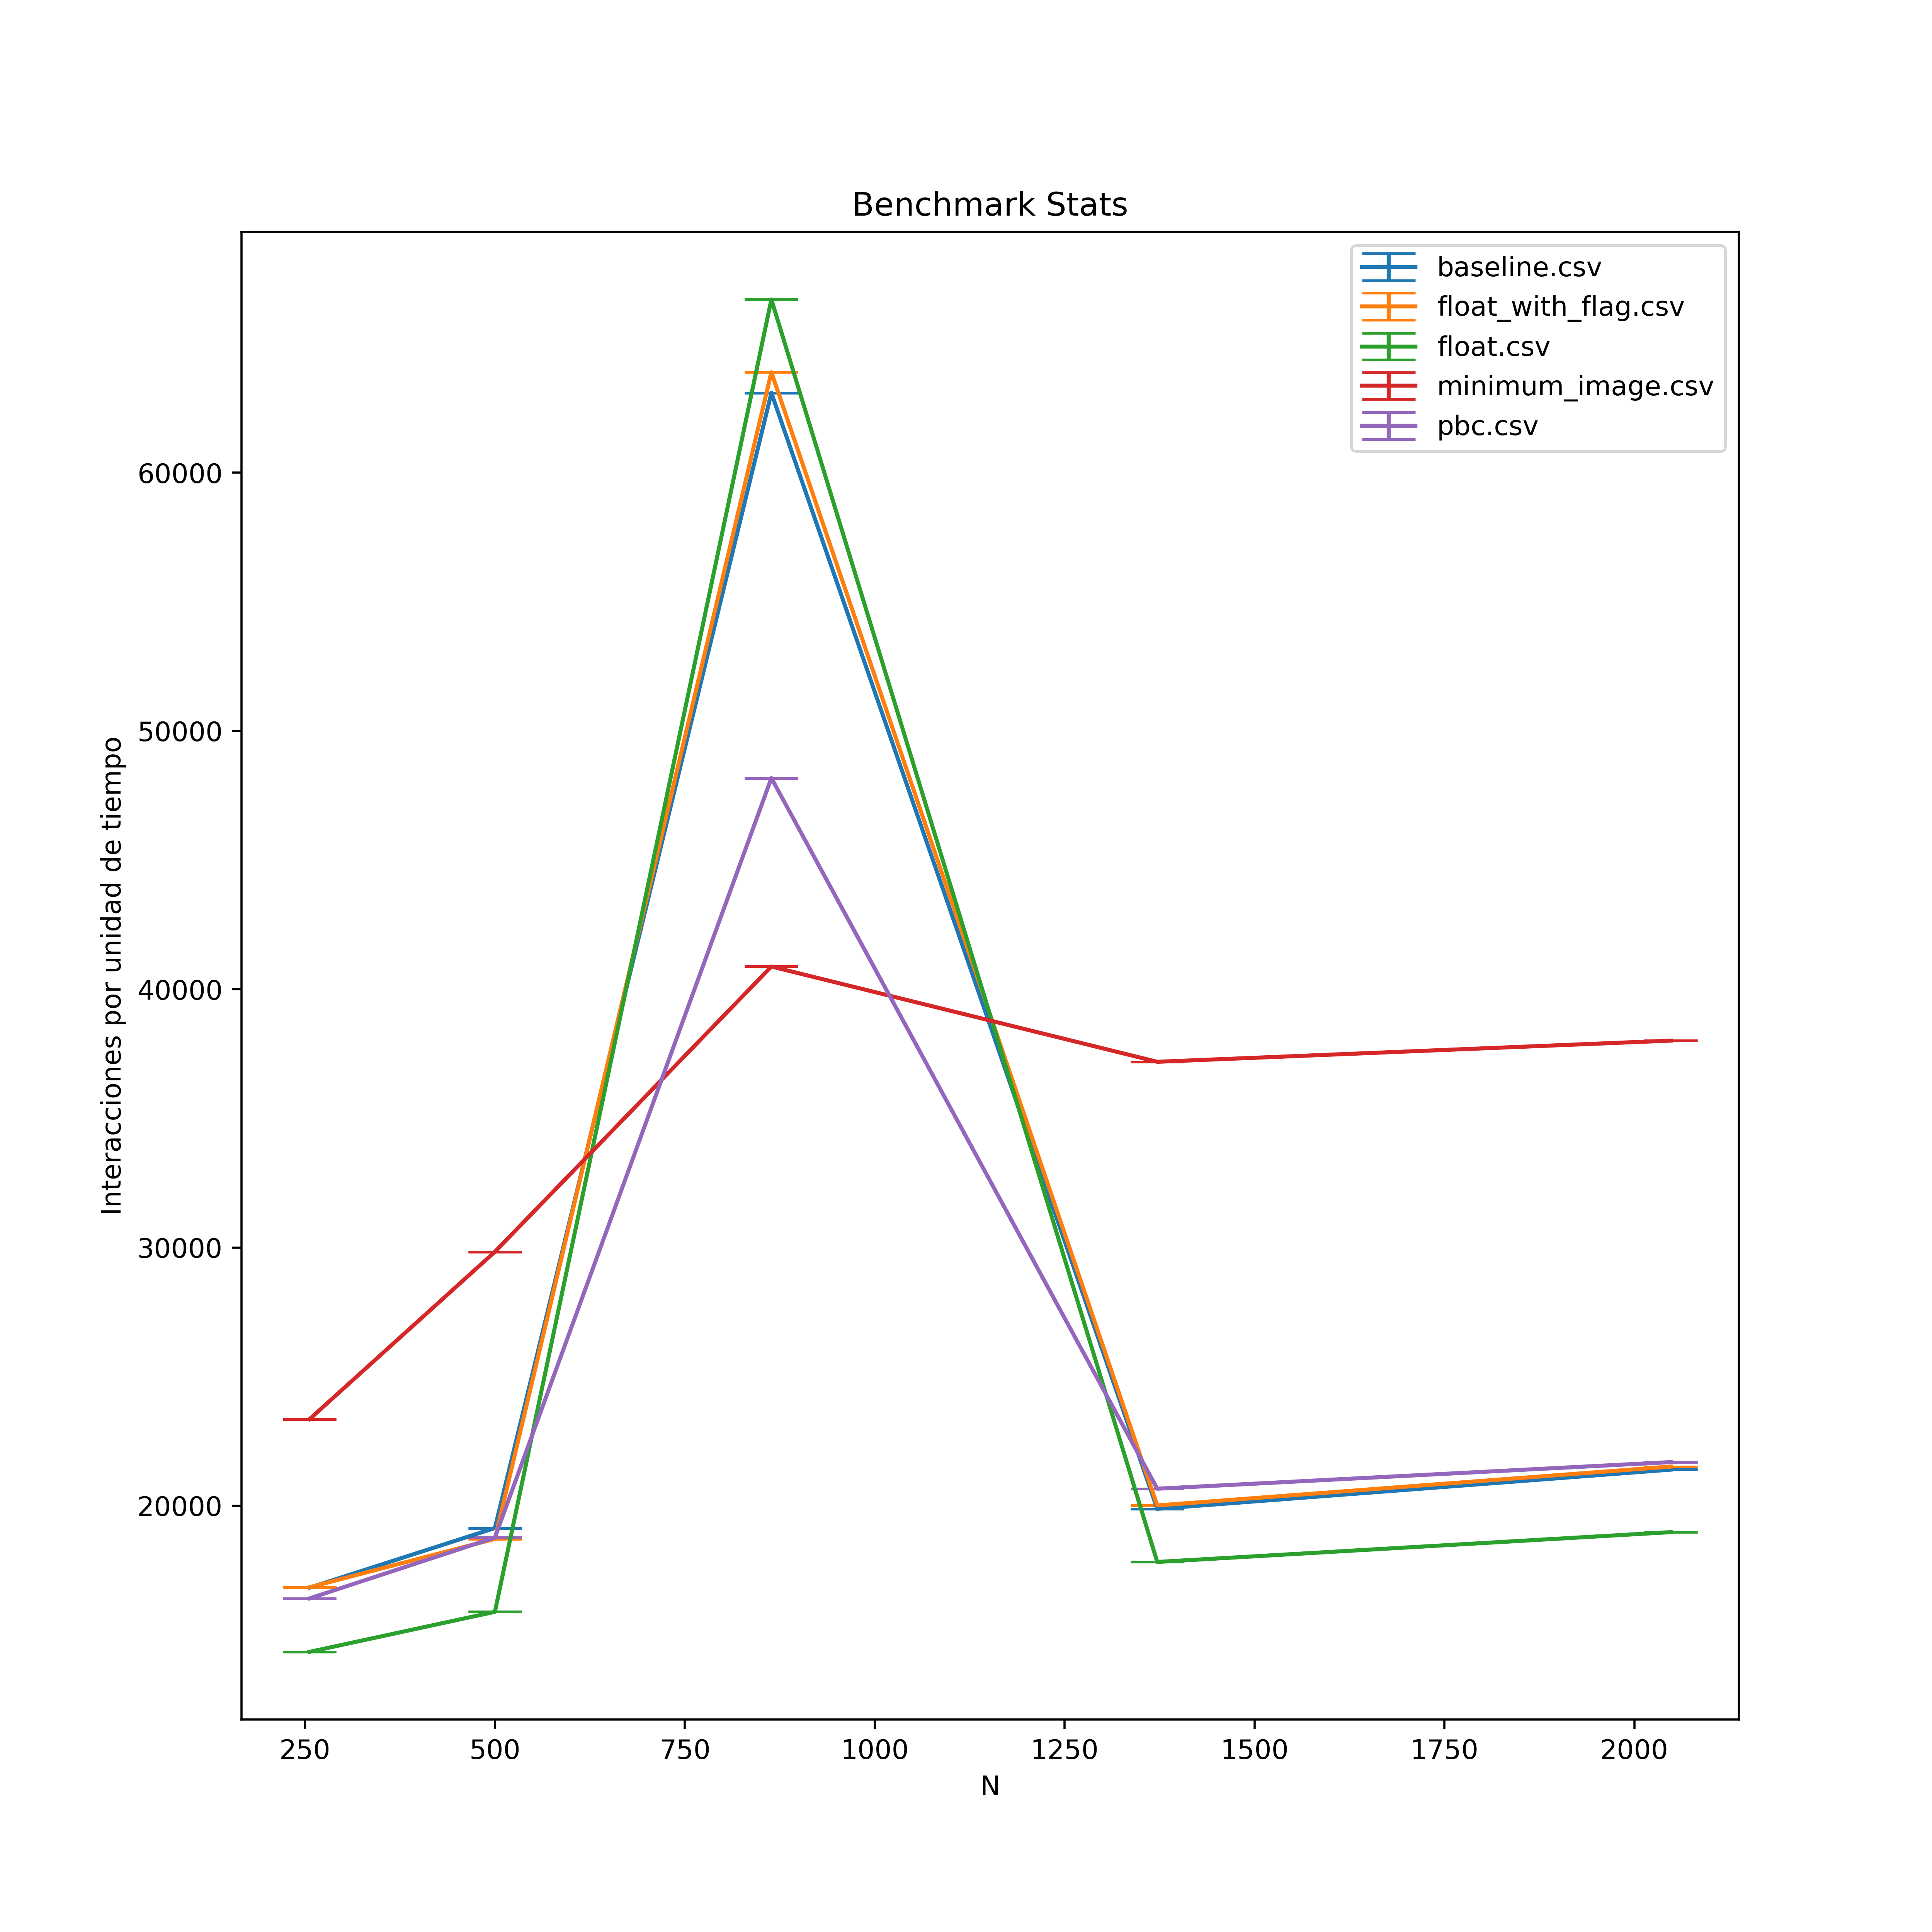 Benchmark Stats
baseline.csv
float_with_flag.csv
float.csv
minimum_image.csv
pbc.csv
Interacciones por unidad de tiempo
60000
50000
40000
30000
20000
250 500 750 1000 1250 1500 1750 2000
N